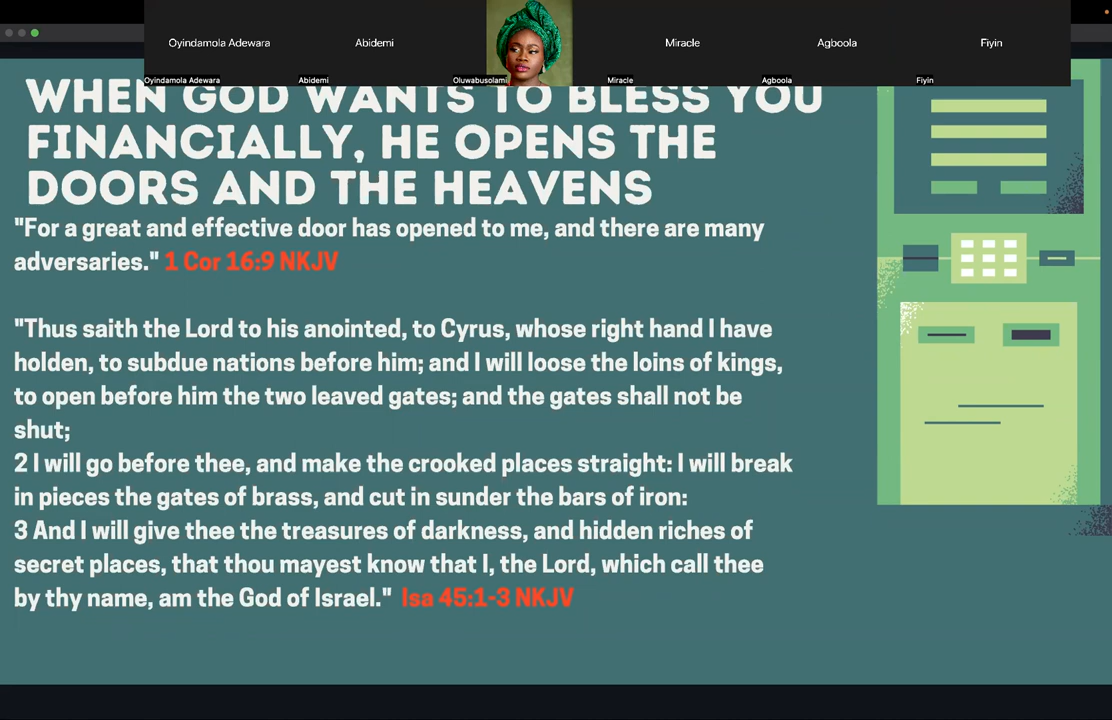 Oyindamola Adewara
Abidemi
Miracle
Agboola
Fiyin
Oyindamola Adewara
Abidemi
Oluwabusolami
Miracle
Agboola
Fiyin
WHEN GOD WANTS TO BLESS YOU
FINANCIALLY, HE OPENS THE
DOORS AND THE HEAVENS
"For a great and effective door has opened to me, and there are many
adversaries." 1 Cor 16:9 NKJV
"Thus saith the Lord to his anointed, to Cyrus, whose right hand I have
holden, to subdue nations before him; and I will loose the loins of kings,
to open before him the two leaved gates; and the gates shall not be
shut;
2 I will go before thee, and make the crooked places straight: I will break
in pieces the gates of brass, and cut in sunder the bars of iron:
3 And I will give thee the treasures of darkness, and hidden riches of
secret places, that thou mayest know that I, the Lord, which call thee
by thy name, am the God of Israel." Isa 45:1-3 NKJV